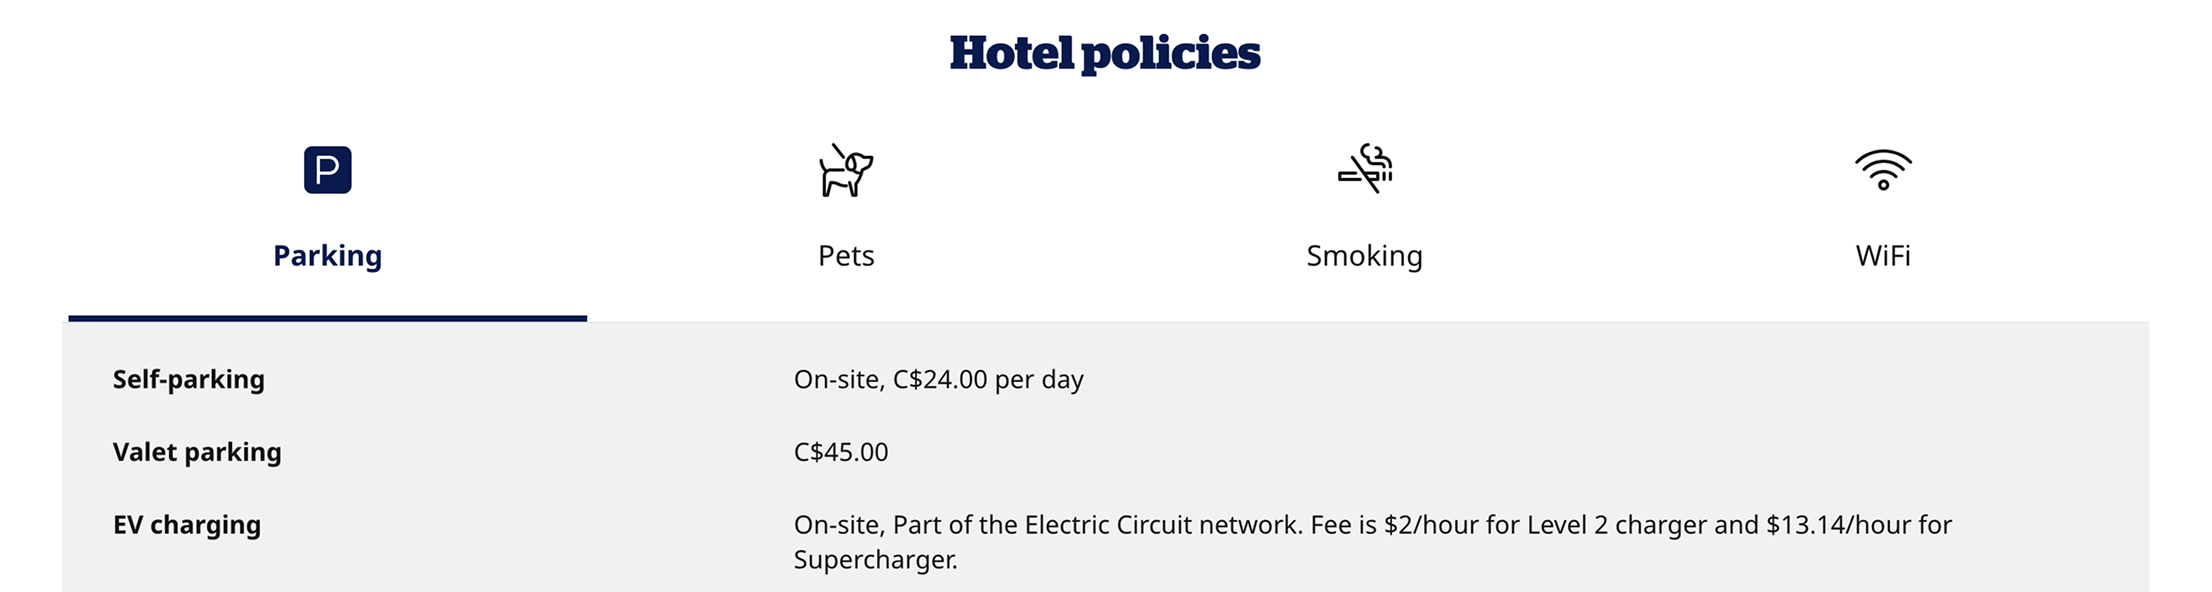 Hotel policies
P
Parking
Pets
Smoking
WiFi
Self-parking
On-site, C$24.00 per day
Valet parking
C$45.00
EV charging
On-site, Part of the Electric Circuit network. Fee is $2/hour for Level 2 charger and $13.14/hour for
Supercharger.